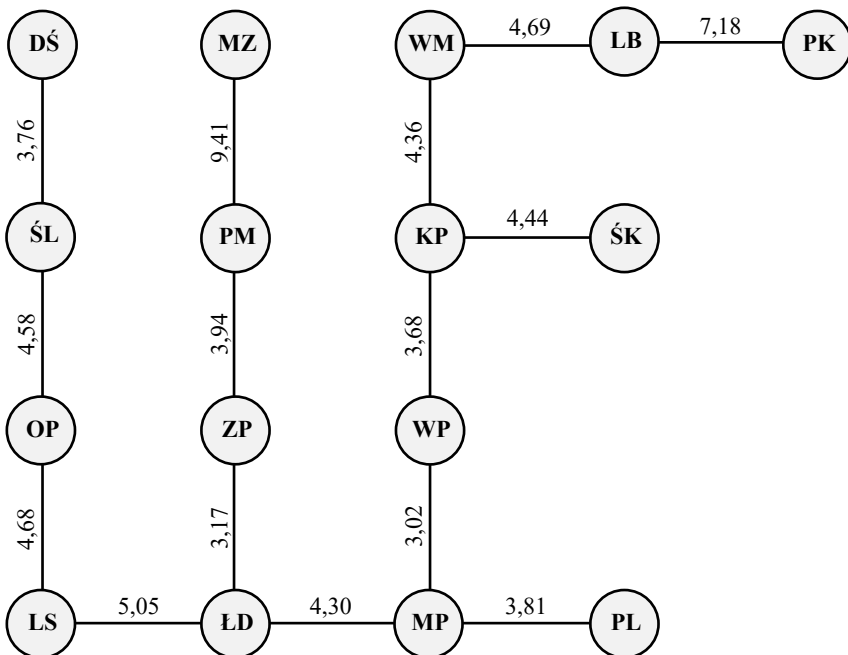 DŚ MZ WM 4,69 LB 7,18 PK
3,76 9,41 4,36
ŚL PM KP 4,44 ŚK
4,58 3,94 3,68
OP ZP WP
4,68 3,17 3,02
LS 5,05 ŁD 4,30 MP 3,81 PL